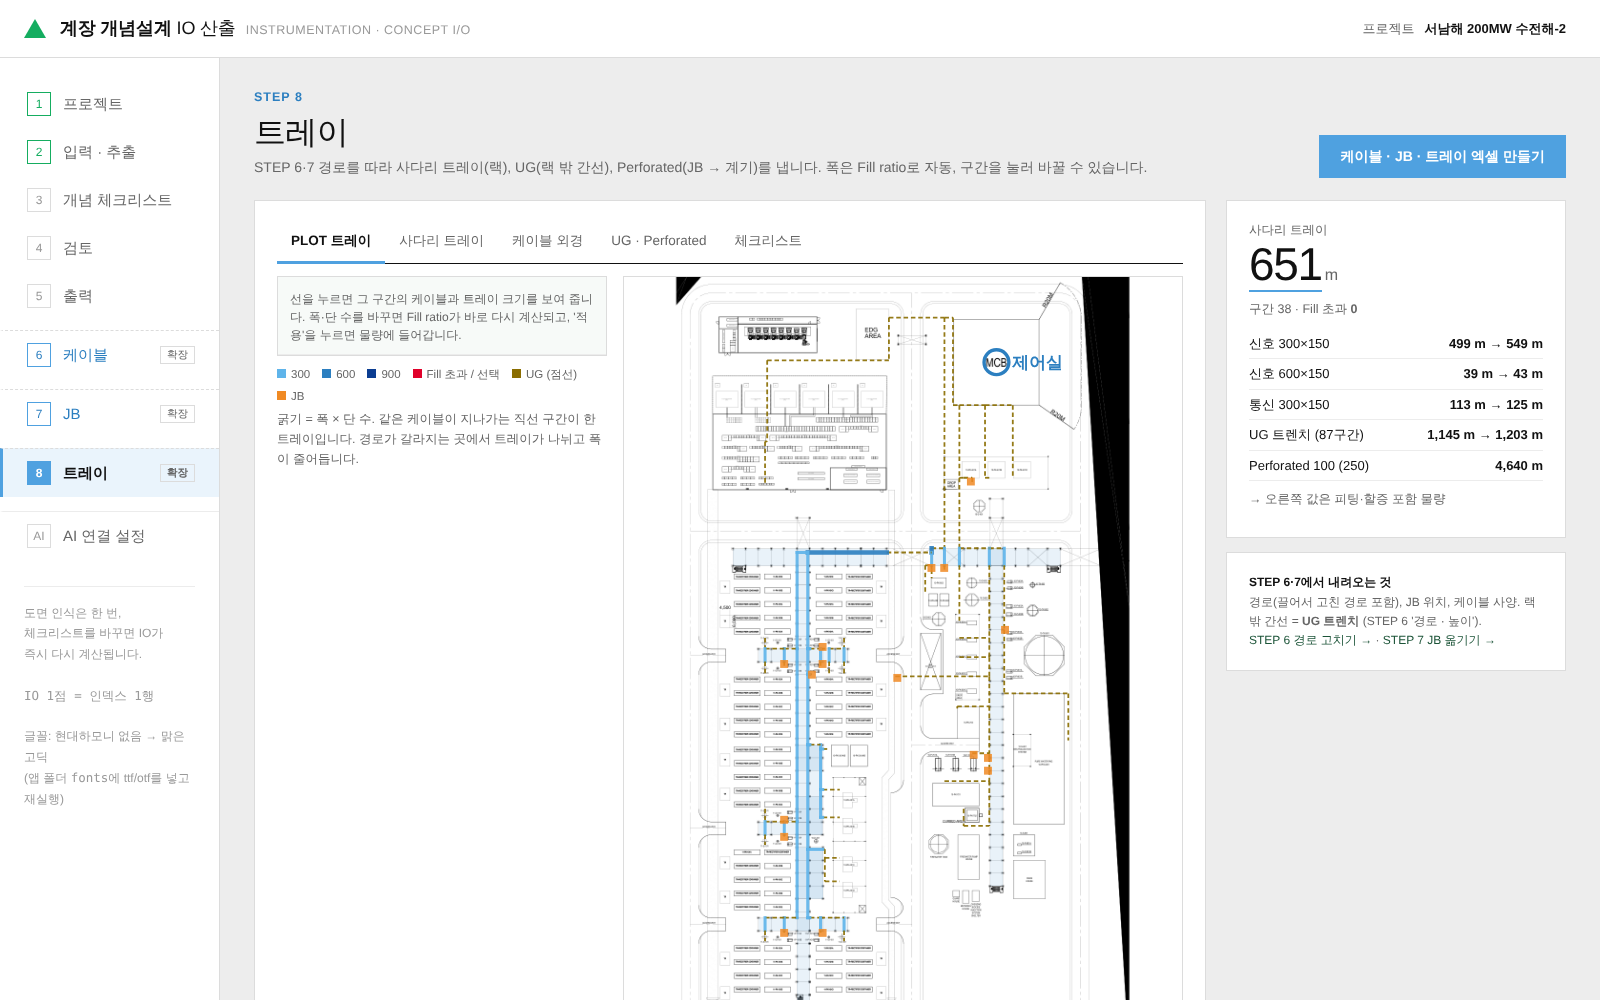 계장 개념설계 IO 산출 INSTRUMENTATION · CONCEPT I/O
프로젝트 서남해 200MW 수전해-2
1 프로젝트
2 입력 · 추출
3 개념 체크리스트
4 검토
5 출력
6 케이블 확장
7 JB 확장
8 트레이 확장
AI AI 연결 설정
도면 인식은 한 번,
체크리스트를 바꾸면 IO가
즉시 다시 계산됩니다.
IO 1점 = 인덱스 1행
글꼴: 현대하모니 없음 → 맑은
고딕
(앱 폴더 fonts에 ttf/otf를 넣고
재실행)
STEP 8
트레이
STEP 6·7 경로를 따라 사다리 트레이(랙), UG(랙 밖 간선), Perforated(JB → 계기)를 냅니다. 폭은 Fill ratio로 자동, 구간을 눌러 바꿀 수 있습니다.
케이블 · JB · 트레이 엑셀 만들기
PLOT 트레이 사다리 트레이 케이블 외경 UG · Perforated 체크리스트
선을 누르면 그 구간의 케이블과 트레이 크기를 보여 줍니
다. 폭·단 수를 바꾸면 Fill ratio가 바로 다시 계산되고, '적
용'을 누르면 물량에 들어갑니다.
300 600 900 Fill 초과 / 선택 UG (점선)
JB
굵기 = 폭 × 단 수. 같은 케이블이 지나가는 직선 구간이 한
트레이입니다. 경로가 갈라지는 곳에서 트레이가 나뉘고 폭
이 줄어듭니다.
EDG
AREA
R20M
MCB 제어실
R20M
사다리 트레이
651 m
구간 38 · Fill 초과 0
신호 300×150 499 m → 549 m
신호 600×150 39 m → 43 m
통신 300×150 113 m → 125 m
UG 트렌치 (87구간) 1,145 m → 1,203 m
Perforated 100 (250) 4,640 m
→ 오른쪽 값은 피팅·할증 포함 물량
STEP 6·7에서 내려오는 것
경로(끌어서 고친 경로 포함), JB 위치, 케이블 사양. 랙
밖 간선 = UG 트렌치 (STEP 6 '경로 · 높이').
STEP 6 경로 고치기 → · STEP 7 JB 옮기기 →